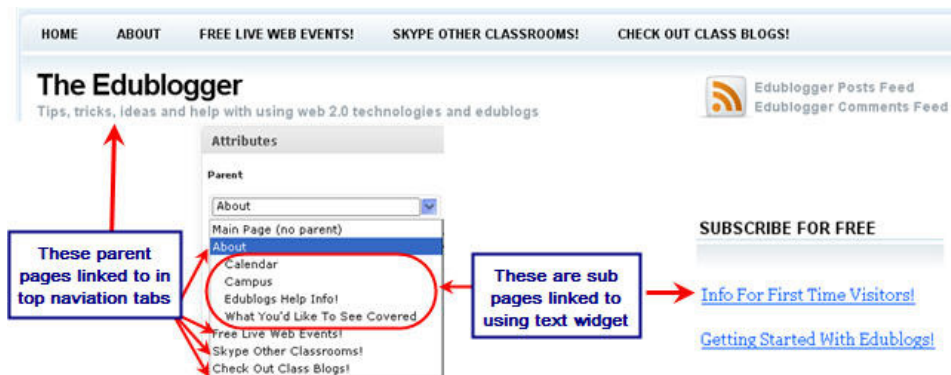 HOME ABOUT FREE LIVE WEB EVENTS! SKYPE OTHER CLASSROOMS! CHECK OUT CLASS BLOGS!
The Edublogger
Tips, tricks, ideas and help with using web 2.0 technologies and edublogs
Edublogger Posts Feed
Edublogger Comments Feed
Attributes
Parent
About
Main Page (no parent)
About
Calendar
Campus
Edublogs Help Info!
What You'd Like To See Covered
Free Live Web Events!
Skype Other Classrooms!
Check Out Class Blogs!
These parent
pages linked to in
top naviation tabs
These are sub
pages linked to
using text widget
SUBSCRIBE FOR FREE
Info For First Time Visitors!
Getting Started With Edublogs!